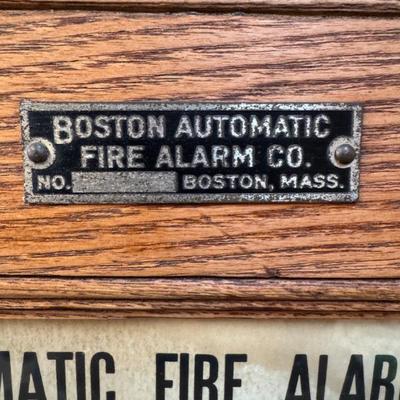 BOSTON AUTOMATIC
FIRE ALARM CO.
NO. BOSTON, MASS.
FIRE